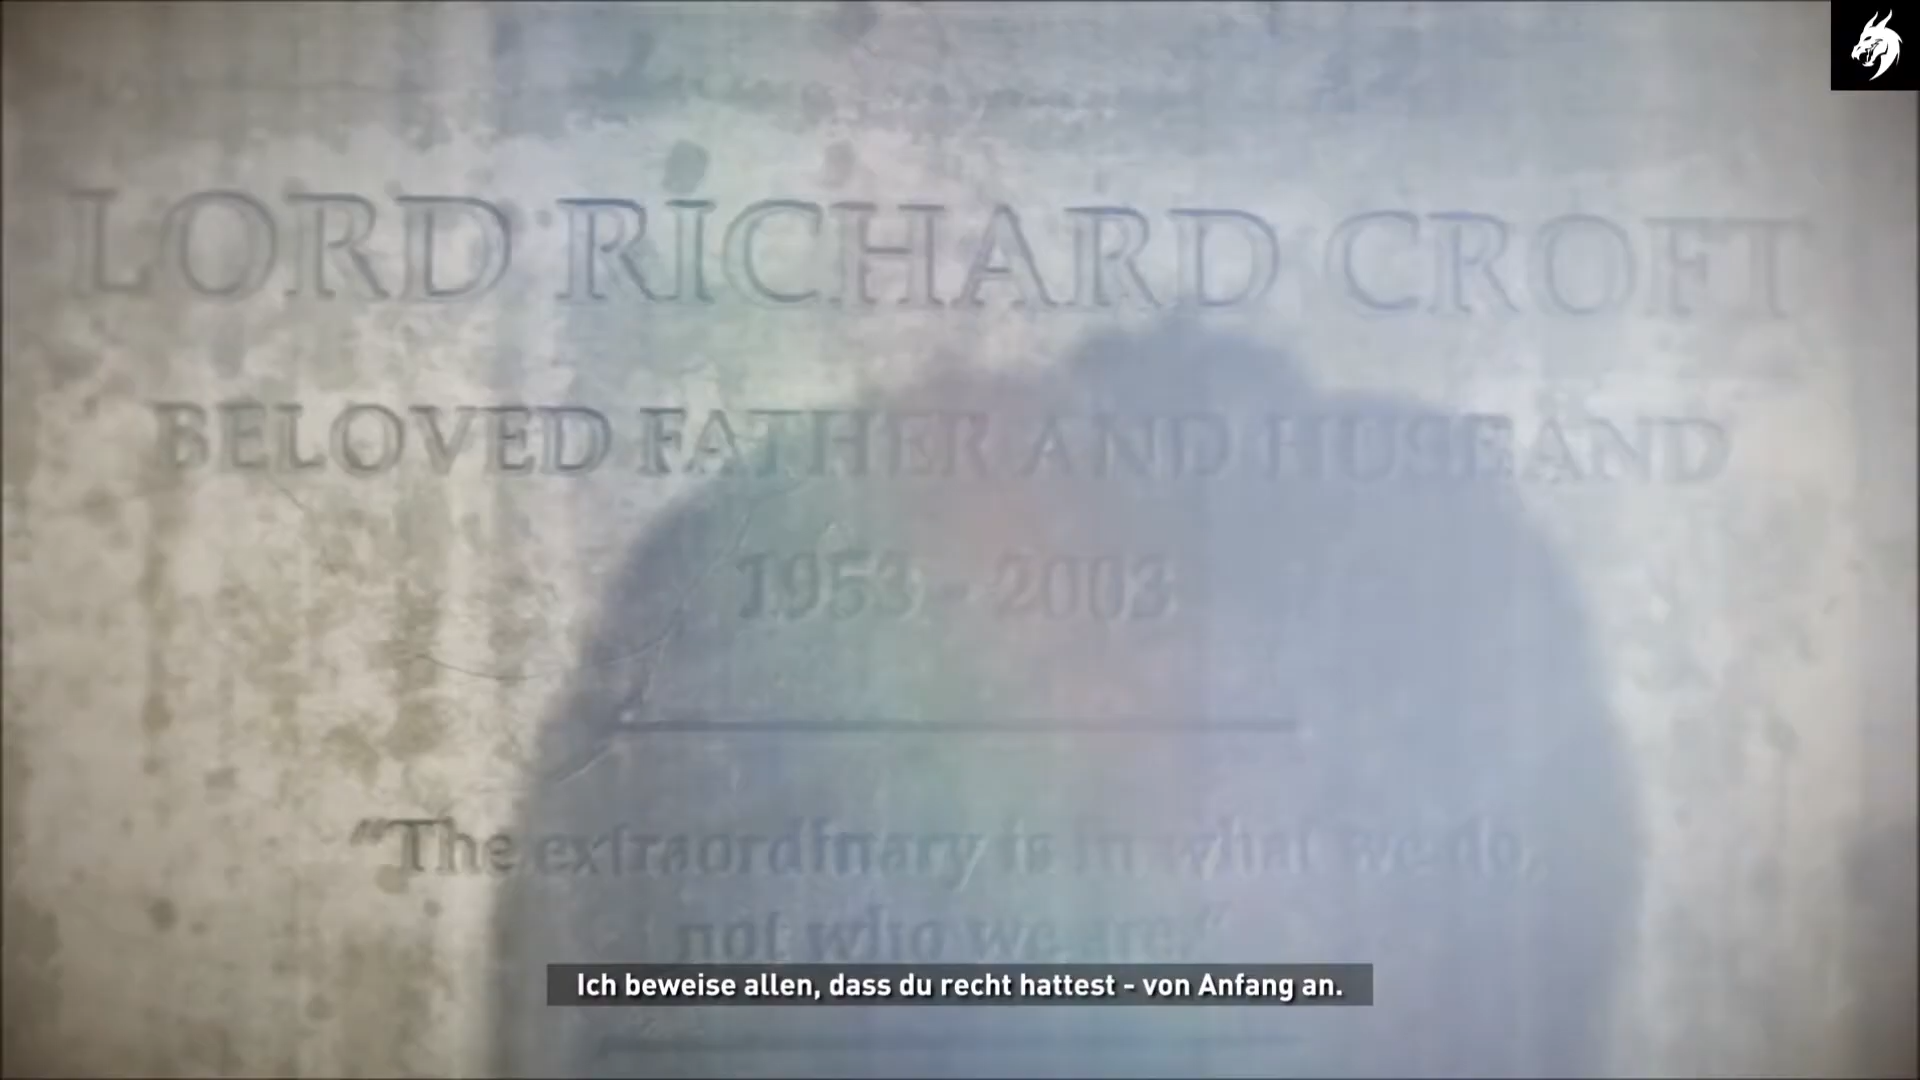 LORD RICHARD CROFT
BELOVED FATHER AND HUSBAND
1953 - 2003
"The extraordinary is in what we do,
not who we are."
Ich beweise allen, dass du recht hattest - von Anfang an.